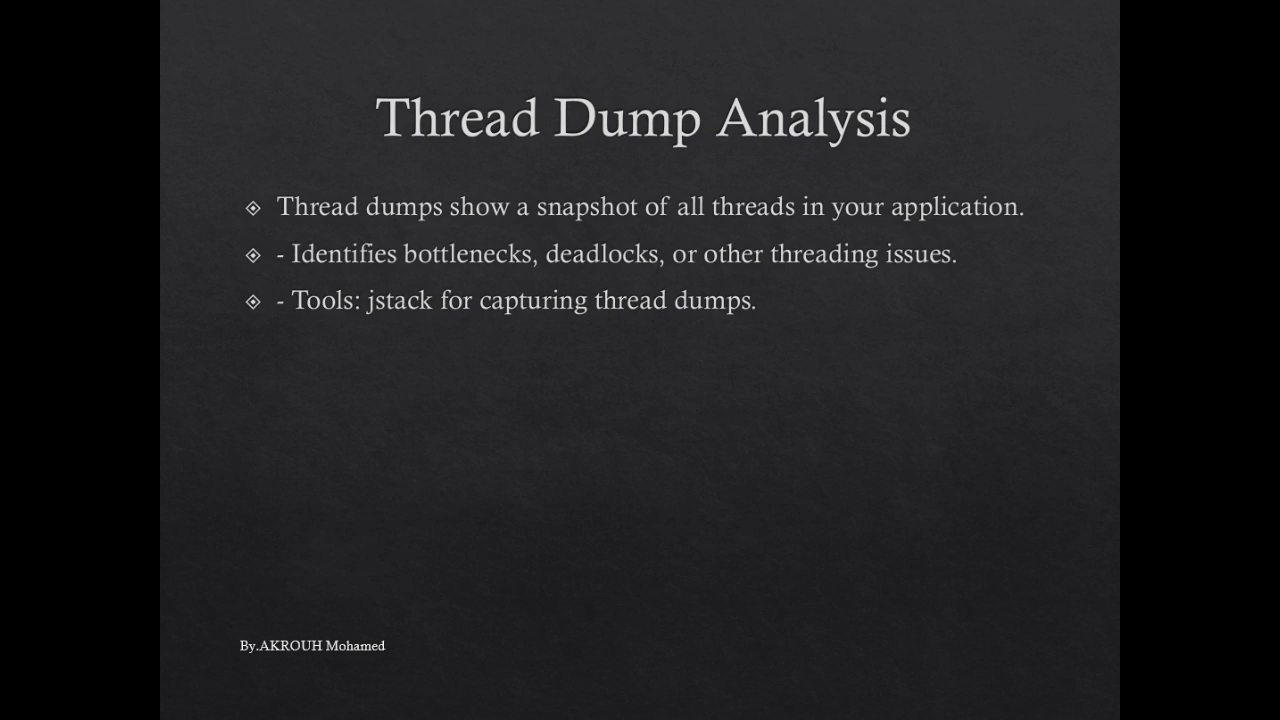 Thread Dump Analysis
Thread dumps show a snapshot of all threads in your application.
- Identifies bottlenecks, deadlocks, or other threading issues.
- Tools: jstack for capturing thread dumps.
By.AKROUH Mohamed